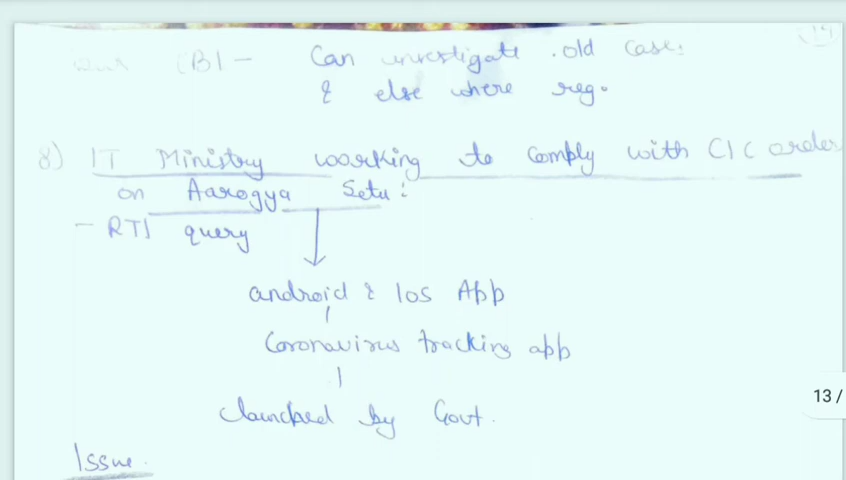 (B) - Can investigate old cases
& else where reg.
8) IT Ministry working to comply with CIC order
on Aarogya Setu :
- RTI query
android & Ios App
Coronavirus tracking app
13 /
launched by Govt.
Issue.